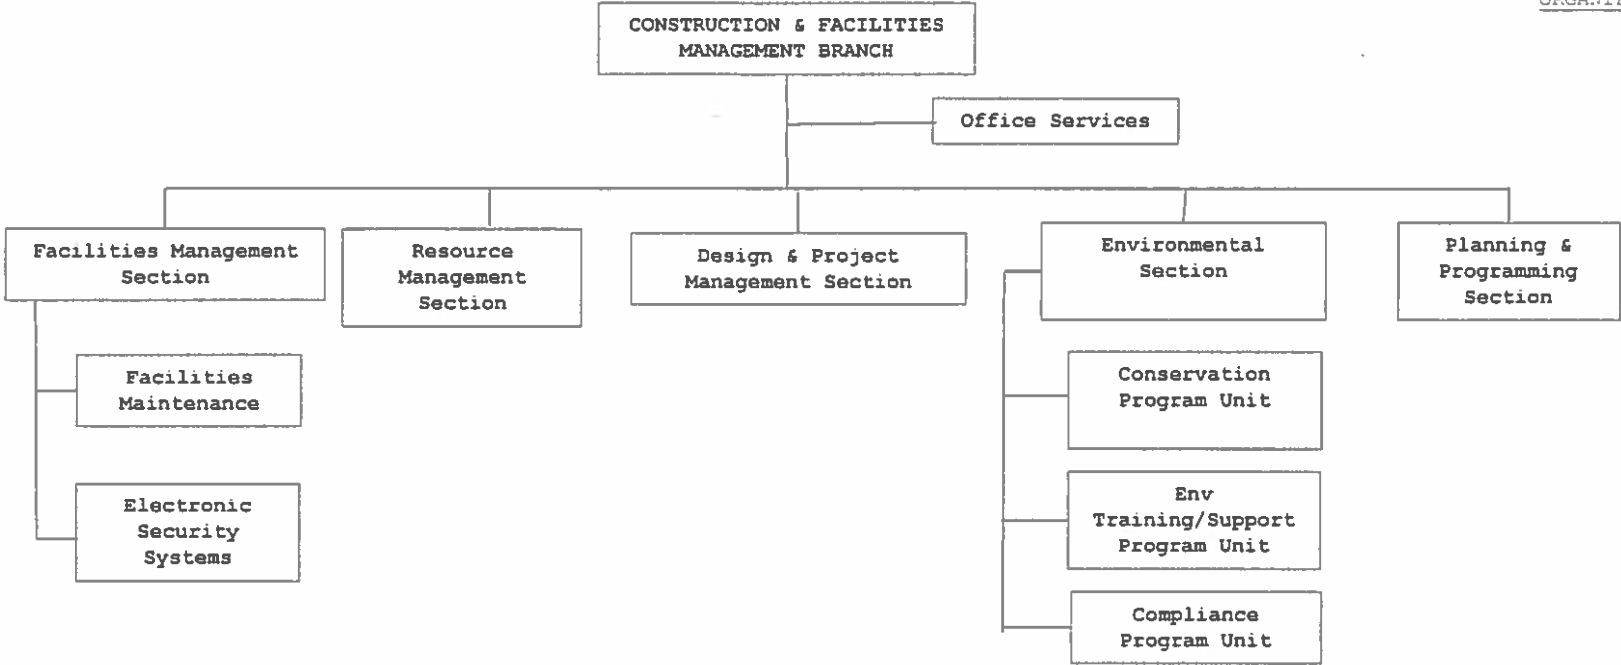 CONSTRUCTION & FACILITIES
MANAGEMENT BRANCH
Office Services
Facilities Management
Section
Resource
Management
Section
Design & Project
Management Section
Environmental
Section
Planning &
Programming
Section
Facilities
Maintenance
Electronic
Security
Systems
Conservation
Program Unit
Env
Training/Support
Program Unit
Compliance
Program Unit